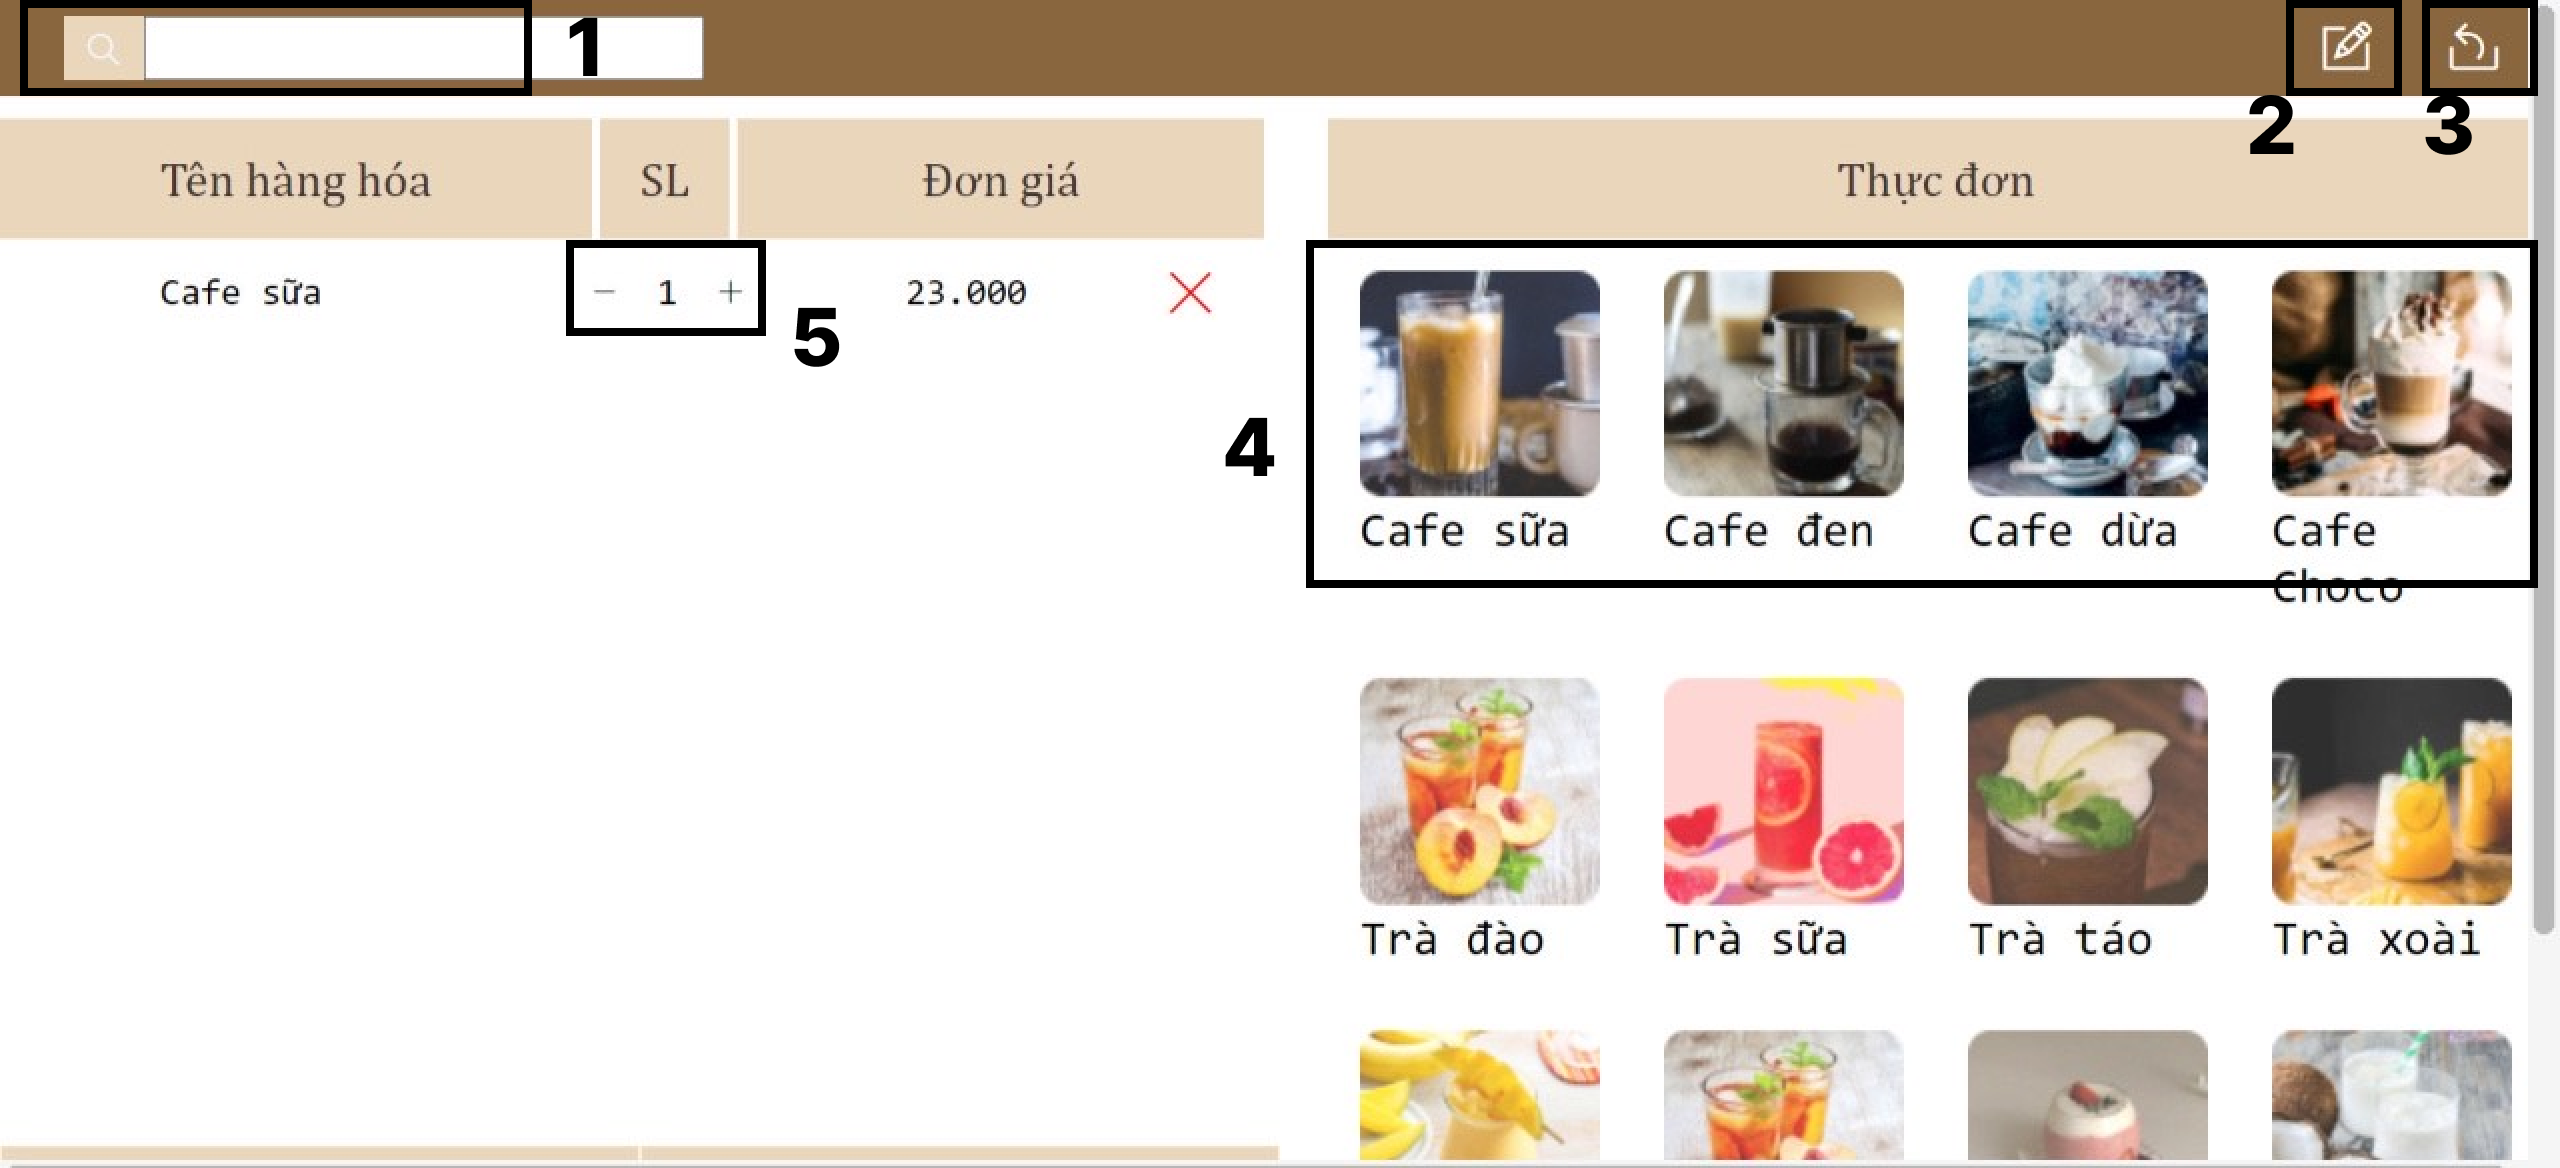 1
2
3
Tên hàng hóa
SL
Đơn giá
Thực đơn
Cafe sữa
1
23.000
5
4
Cafe sữa
Cafe đen
Cafe dừa
Cafe
Choco
Trà đào
Trà sữa
Trà táo
Trà xoài